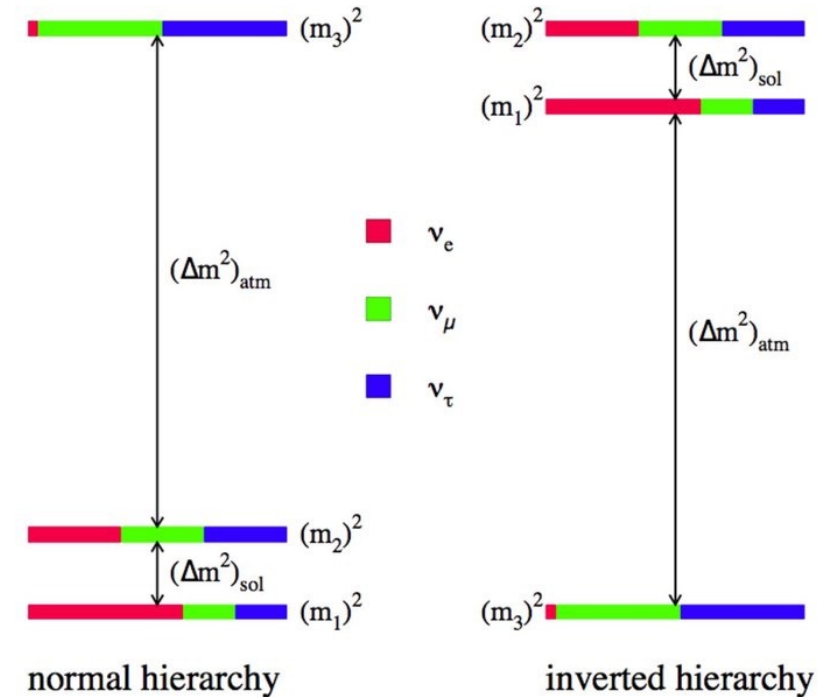 (m₃)²
(Δm²)atm
(m₂)²
(Δm²)sol
(m₁)²
normal hierarchy
νe
νμ
ντ
(m₂)²
(Δm²)sol
(m₁)²
(Δm²)atm
(m₃)²
inverted hierarchy